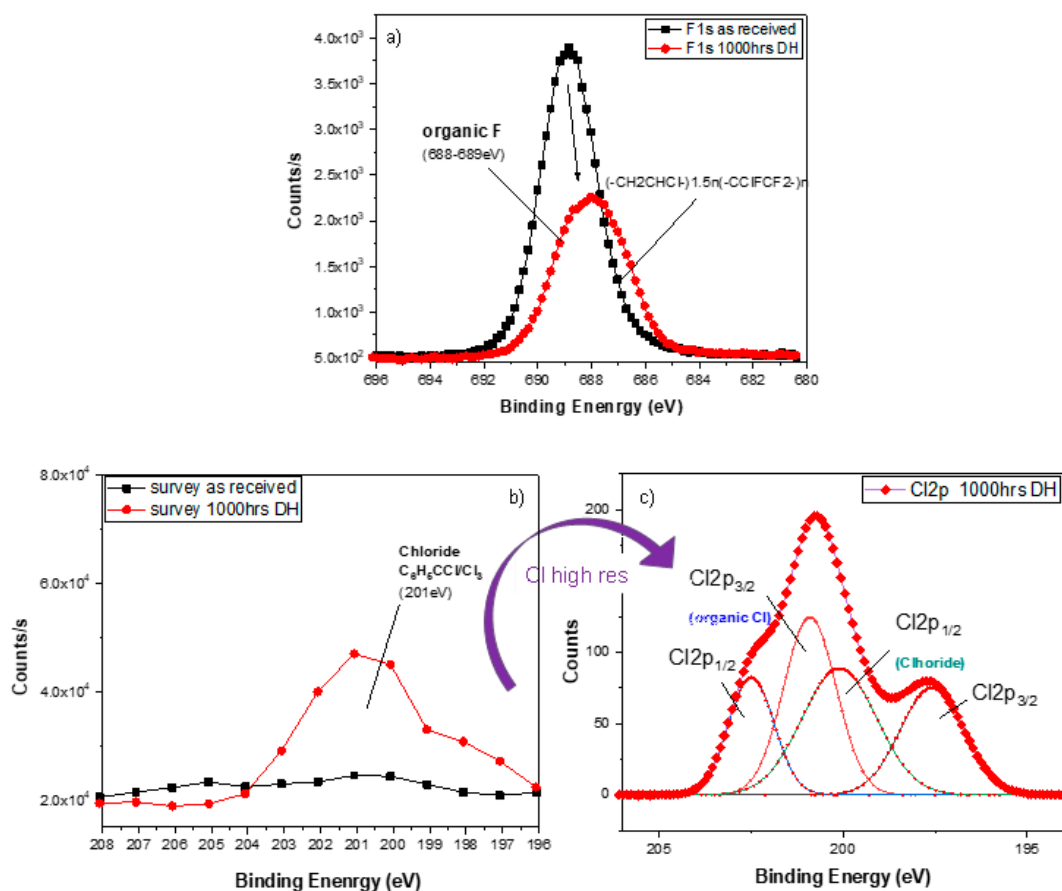 a)
F1s as received
F1s 1000hrs DH
4.0x10³
3.5x10³
3.0x10³
2.5x10³
2.0x10³
1.5x10³
1.0x10³
5.0x10²
Counts/s
organic F
(688-689eV)
(-CH2CHCl-)1.5n(-CClFCF2-)n
696 694 692 690 688 686 684 682 680
Binding Enenrgy (eV)
b)
survey as received
survey 1000hrs DH
8.0x10⁴
6.0x10⁴
4.0x10⁴
2.0x10⁴
Counts/s
Chloride
C₆H₅CCl/Cl₃
(201eV)
208 207 206 205 204 203 202 201 200 199 198 197 196
Binding Enenrgy (eV)
Cl high res
c)
Cl2p 1000hrs DH
200
100
50
0
Counts
Cl2p₃/₂
(organic Cl)
Cl2p₁/₂
Cl2p₁/₂
(Clhoride)
Cl2p₃/₂
205 200 195
Binding Enenrgy (eV)